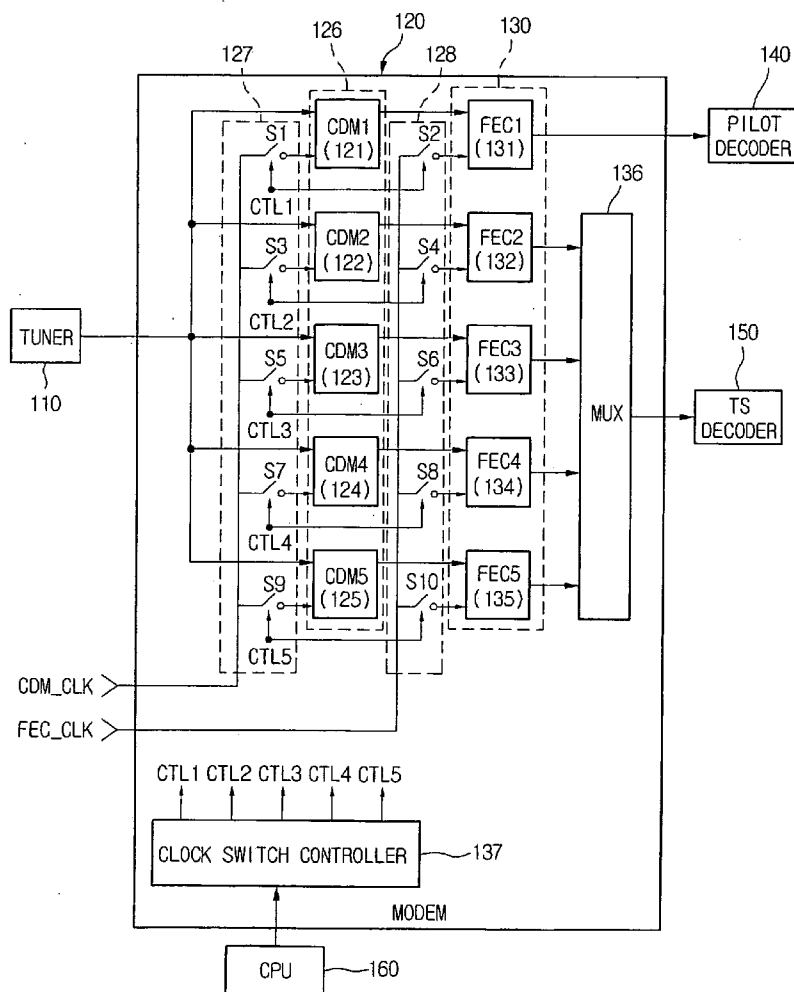 120
126
130
127
128
140
CDM1
(121)
FEC1
(131)
PILOT
DECODER
S1
S2
136
CTL1
CDM2
(122)
FEC2
(132)
S3
S4
CTL2
TUNER
110
CDM3
(123)
FEC3
(133)
S5
S6
CTL3
MUX
150
TS
DECODER
CDM4
(124)
FEC4
(134)
S7
S8
CTL4
CDM5
(125)
FEC5
(135)
S9
S10
CTL5
CDM_CLK
FEC_CLK
CTL1 CTL2 CTL3 CTL4 CTL5
CLOCK SWITCH CONTROLLER
137
MODEM
CPU
160